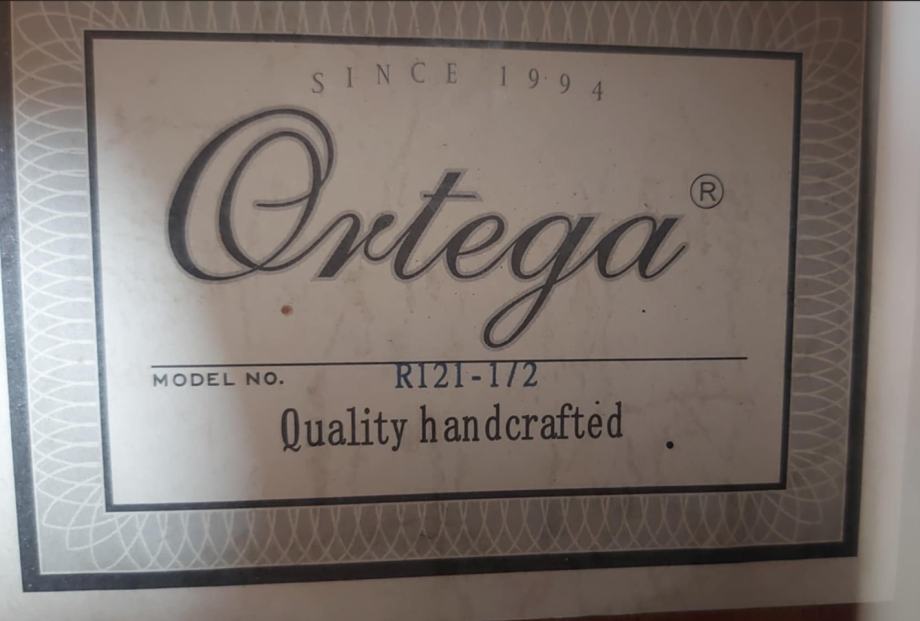 SINCE 1994
Ortega®
MODEL NO. R121-1/2
Quality handcrafted